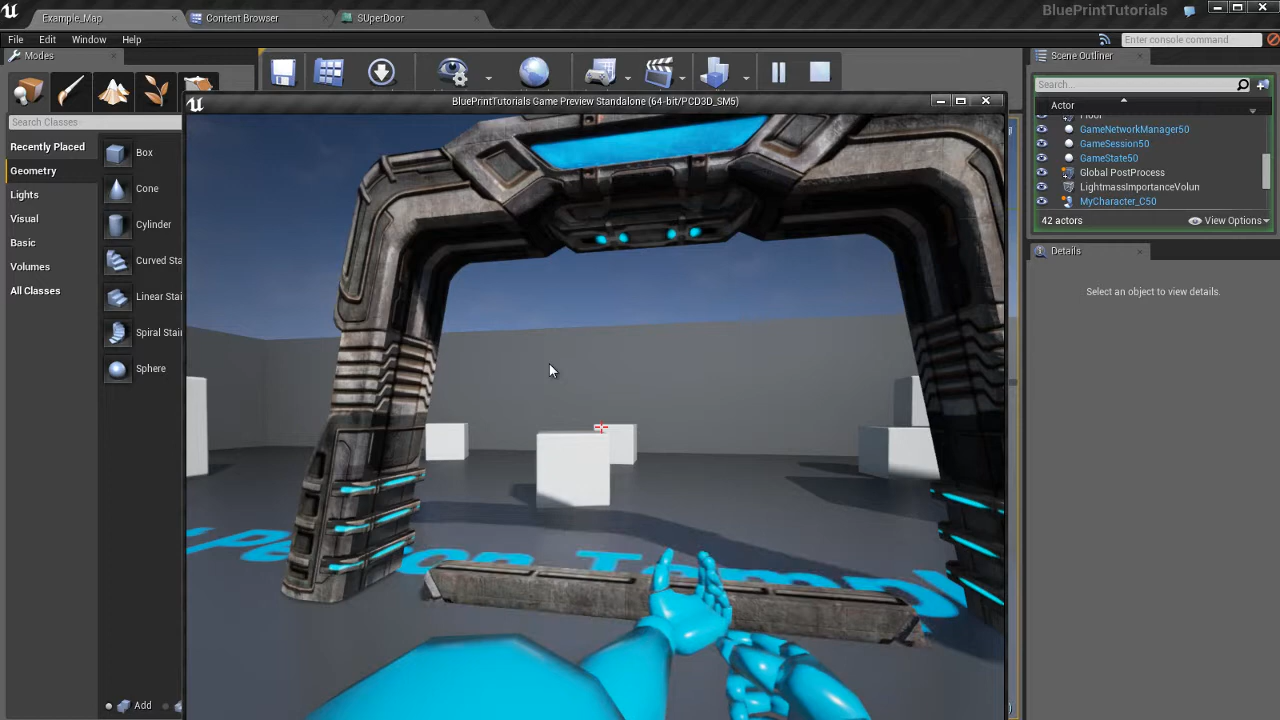 Example_Map
Content Browser
SUperDoor
BluePrintTutorials
File Edit Window Help
Enter console command
Modes
Search Classes
Recently Placed
Geometry
Lights
Visual
Basic
Volumes
All Classes
Box
Cone
Cylinder
Curved Sta
Linear Stai
Spiral Stair
Sphere
Add
BluePrintTutorials Game Preview Standalone (64-bit/PCD3D_SM5)
Scene Outliner
Search...
Actor
Floor
GameNetworkManager50
GameSession50
GameState50
Global PostProcess
LightmassImportanceVolun
MyCharacter_C50
42 actors
View Options
Details
Select an object to view details.